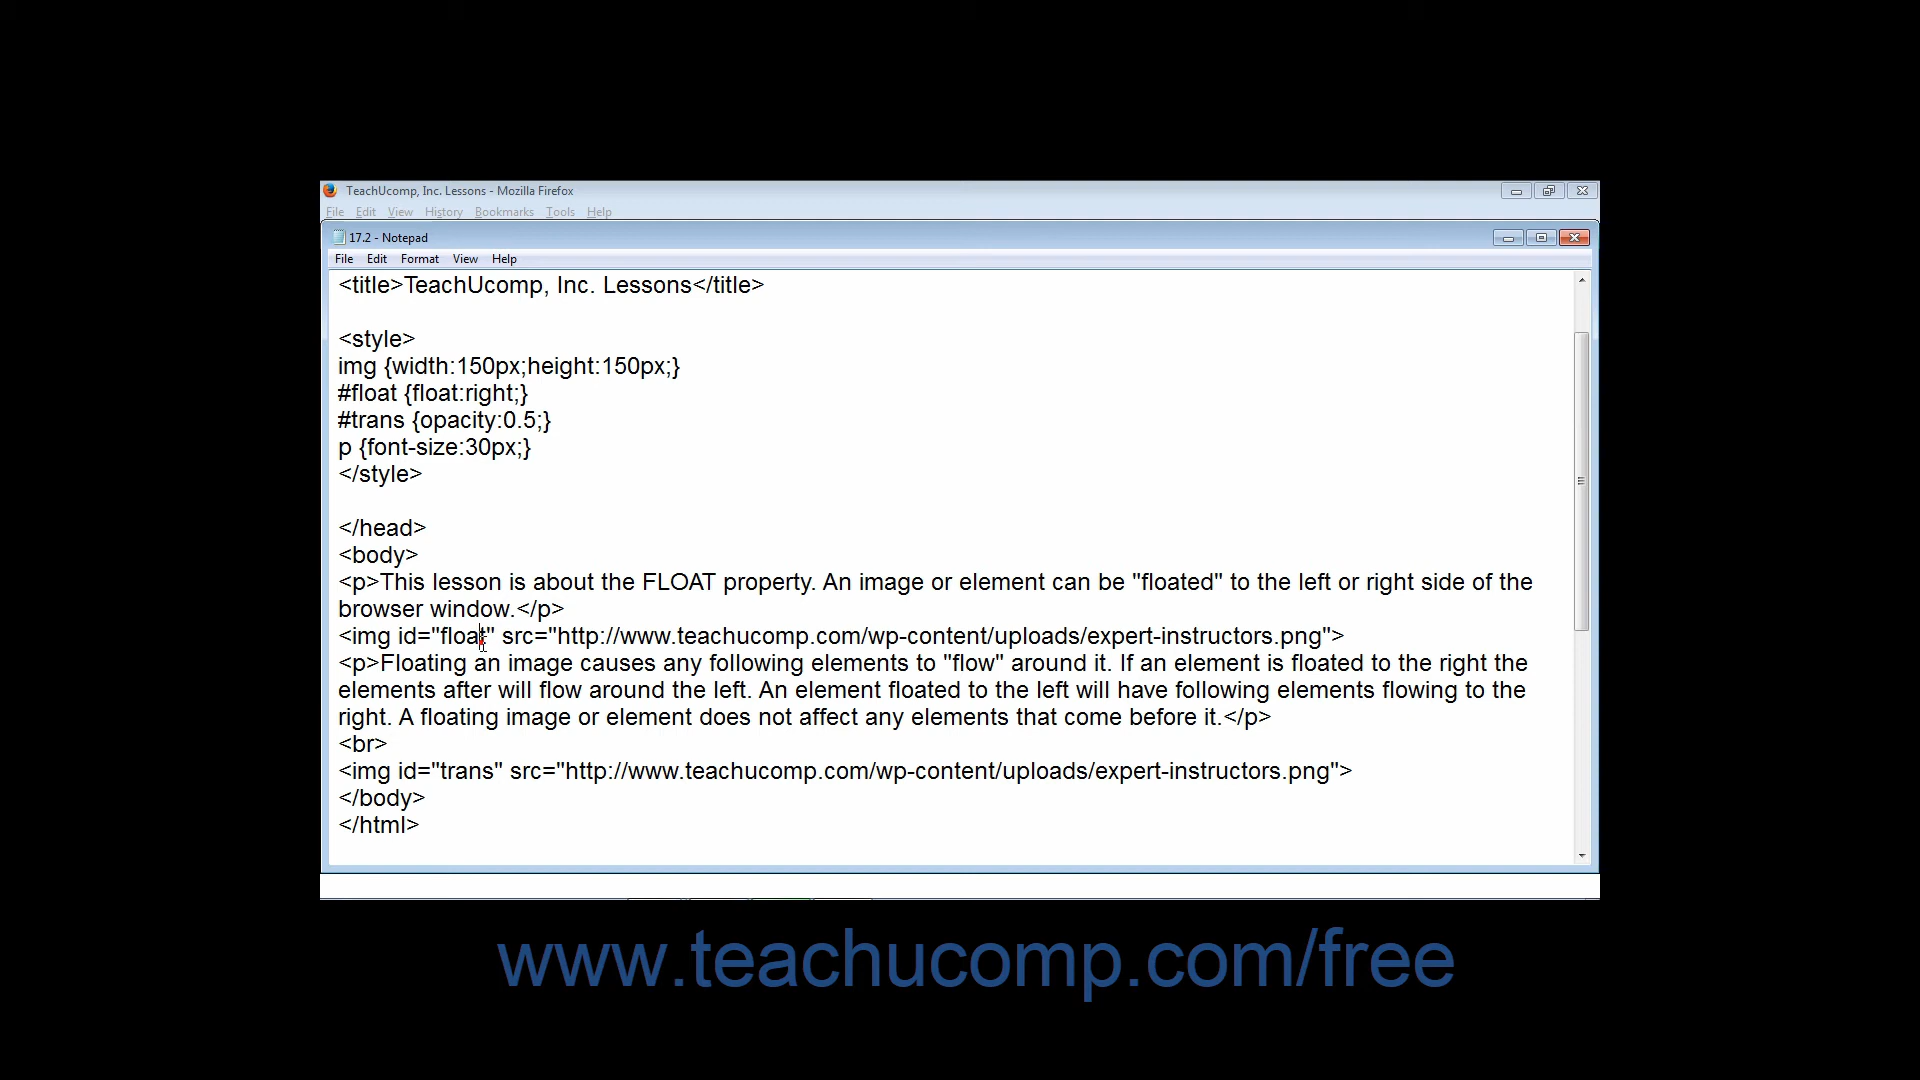 TeachUcomp, Inc. Lessons - Mozilla Firefox
File Edit View History Bookmarks Tools Help
17.2 - Notepad
File Edit Format View Help
<title>TeachUcomp, Inc. Lessons</title>
<style>
img {width:150px;height:150px;}
#float {float:right;}
#trans {opacity:0.5;}
p {font-size:30px;}
</style>
</head>
<body>
<p>This lesson is about the FLOAT property. An image or element can be "floated" to the left or right side of the
browser window.</p>
<img id="float" src="http://www.teachucomp.com/wp-content/uploads/expert-instructors.png">
<p>Floating an image causes any following elements to "flow" around it. If an element is floated to the right the
elements after will flow around the left. An element floated to the left will have following elements flowing to the
right. A floating image or element does not affect any elements that come before it.</p>
<br>
<img id="trans" src="http://www.teachucomp.com/wp-content/uploads/expert-instructors.png">
</body>
</html>
www.teachucomp.com/free